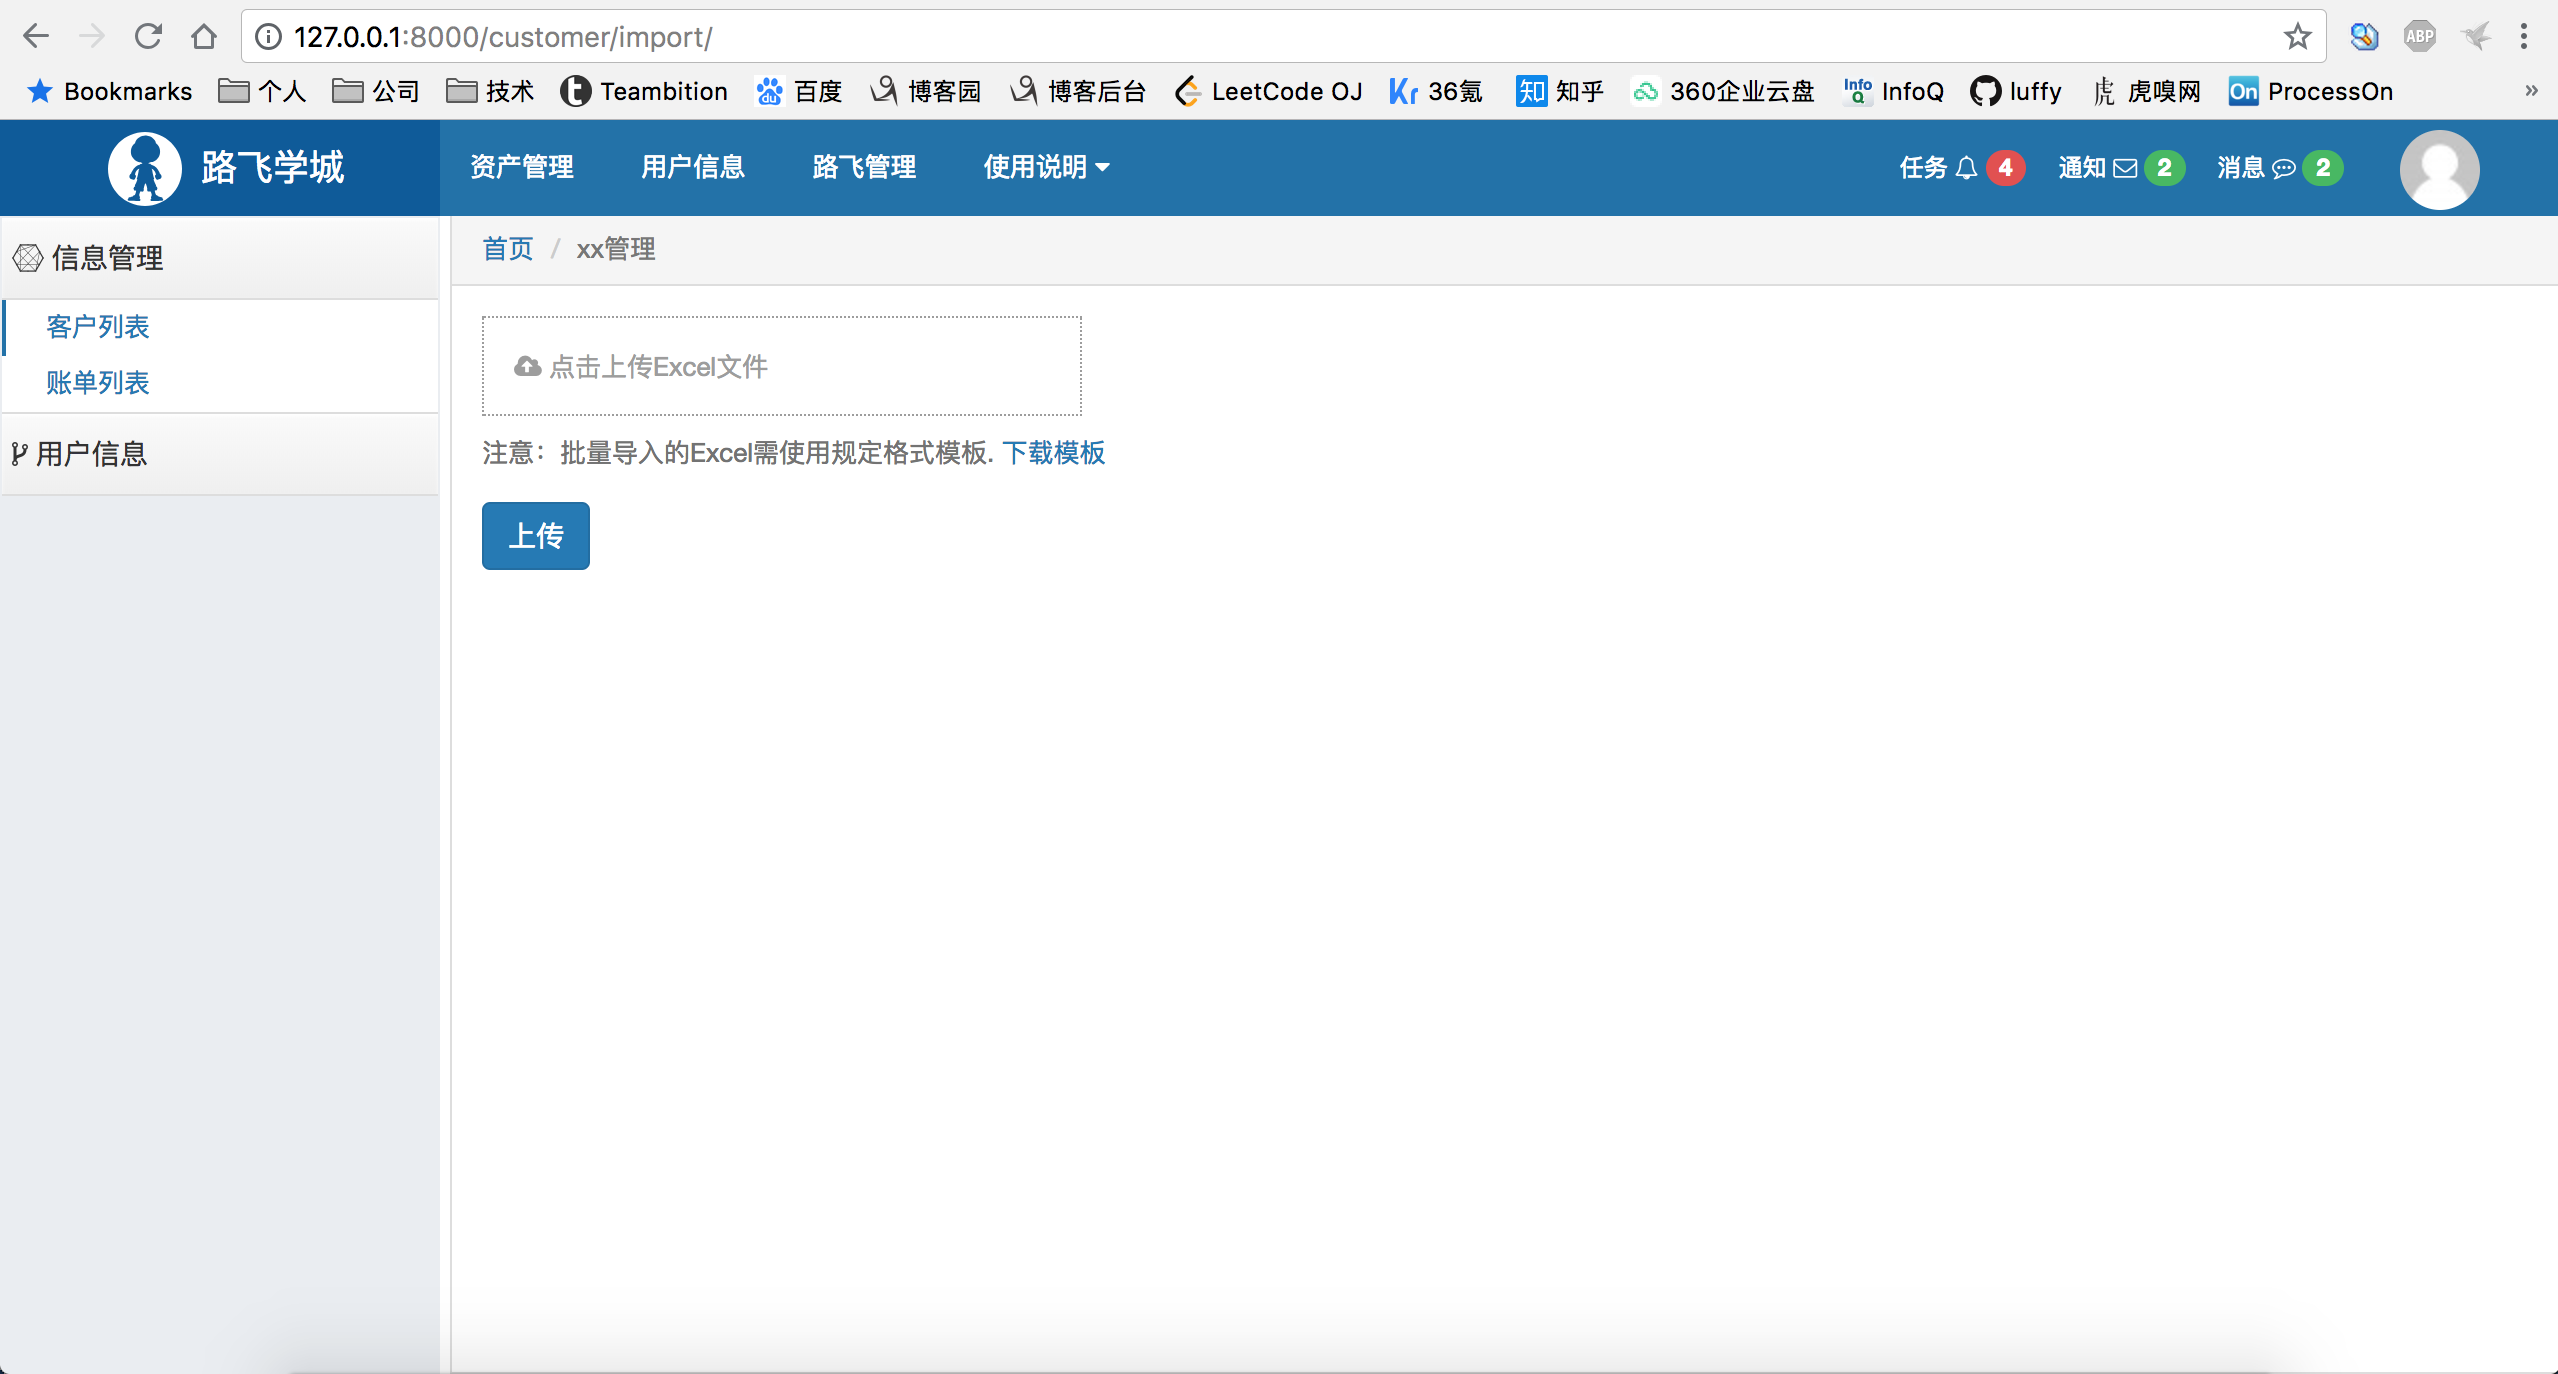 127.0.0.1:8000/customer/import/
Bookmarks 个人 公司 技术 Teambition 百度 博客园 博客后台 LeetCode OJ 36氪 知乎 360企业云盘 InfoQ luffy 虎嗅网 ProcessOn »
路飞学城 资产管理 用户信息 路飞管理 使用说明 任务 4 通知 2 消息 2
信息管理
客户列表
账单列表
用户信息
首页 / xx管理
点击上传Excel文件
注意：批量导入的Excel需使用规定格式模板. 下载模板
上传